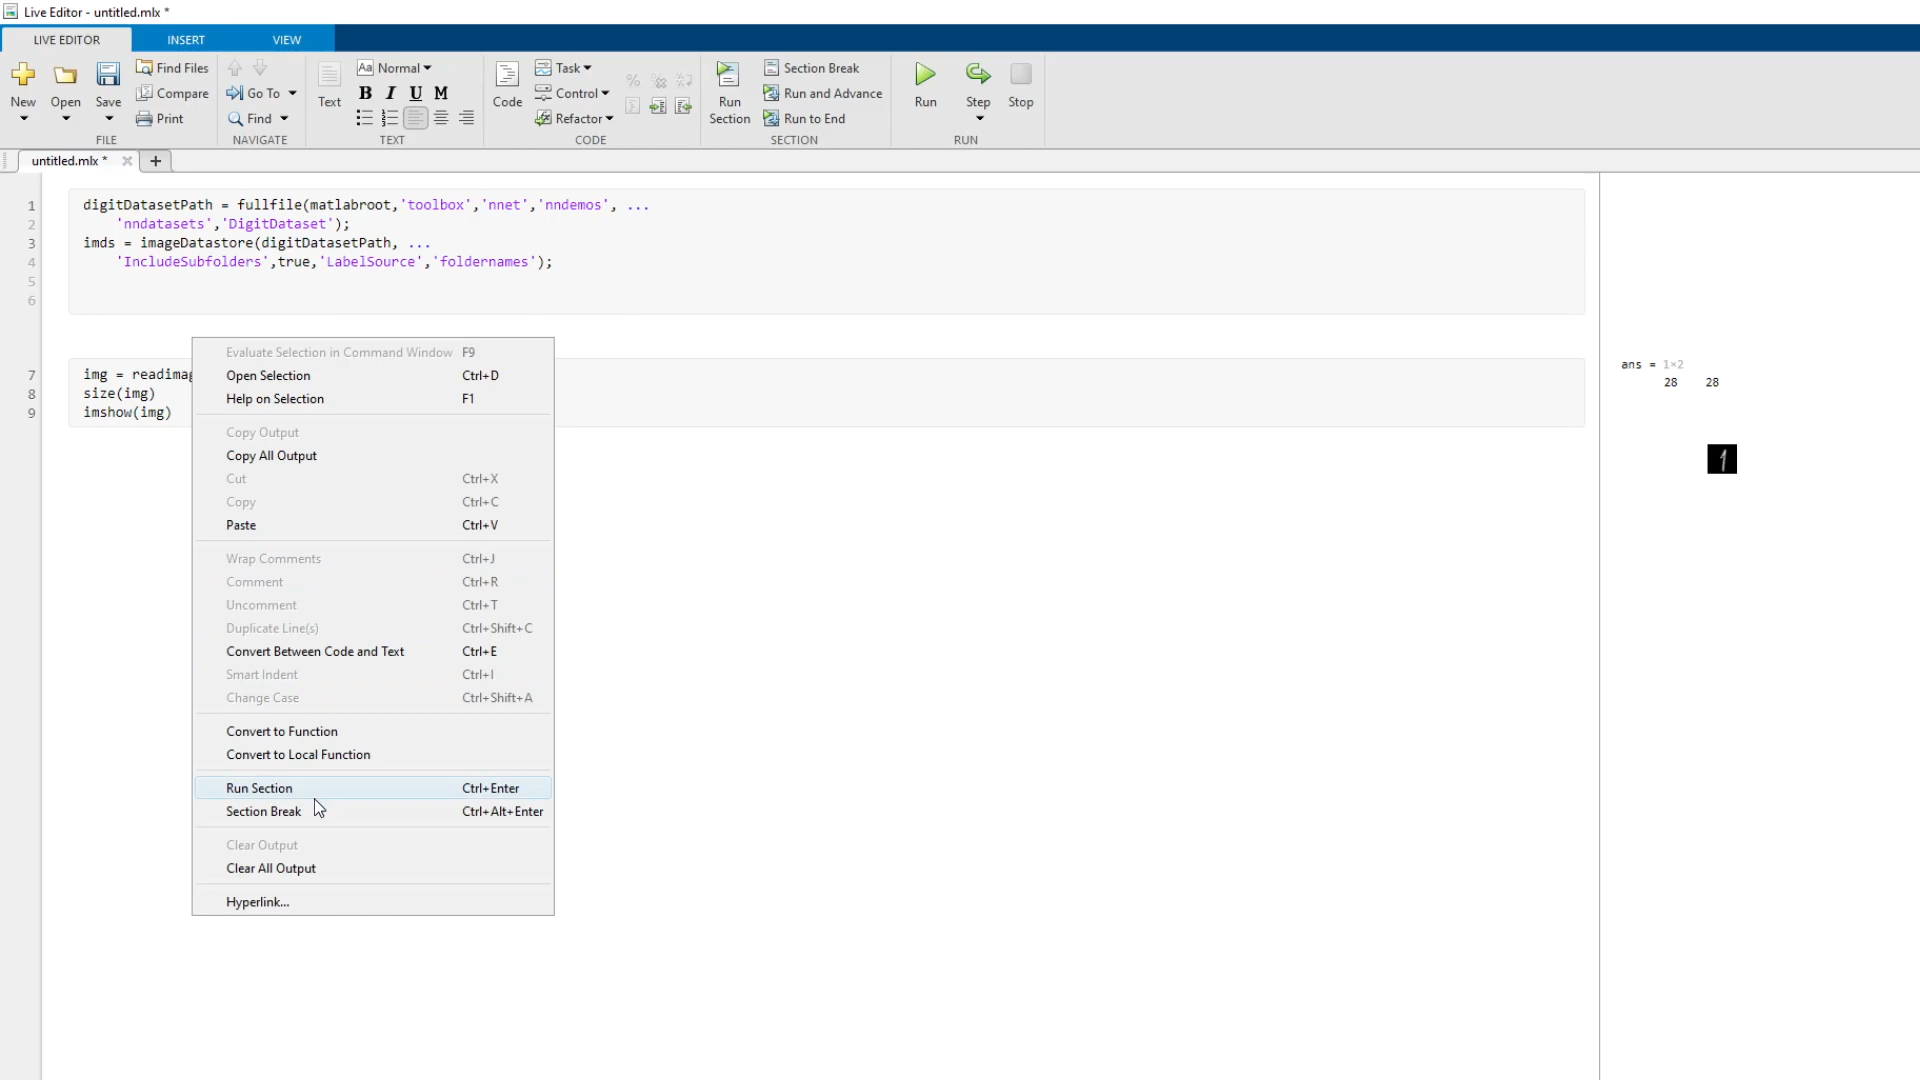 Live Editor - untitled.mlx *
LIVE EDITOR INSERT VIEW
New Open Save Find Files Compare Print
FILE
Go To Find
NAVIGATE
Text Aa Normal B I U M
TEXT
Code Task Control Refactor
CODE
Run Section Section Break Run and Advance Run to End
SECTION
Run Step Stop
RUN
untitled.mlx * × +
1 digitDatasetPath = fullfile(matlabroot,'toolbox','nnet','nndemos', ...
2 'nndatasets','DigitDataset');
3 imds = imageDatastore(digitDatasetPath, ...
4 'IncludeSubfolders',true,'LabelSource','foldernames');
5
6
7 img = readimag
8 size(img)
9 imshow(img)
Evaluate Selection in Command Window F9
Open Selection Ctrl+D
Help on Selection F1
Copy Output
Copy All Output
Cut Ctrl+X
Copy Ctrl+C
Paste Ctrl+V
Wrap Comments Ctrl+J
Comment Ctrl+R
Uncomment Ctrl+T
Duplicate Line(s) Ctrl+Shift+C
Convert Between Code and Text Ctrl+E
Smart Indent Ctrl+I
Change Case Ctrl+Shift+A
Convert to Function
Convert to Local Function
Run Section Ctrl+Enter
Section Break Ctrl+Alt+Enter
Clear Output
Clear All Output
Hyperlink...
ans = 1×2
28 28
1